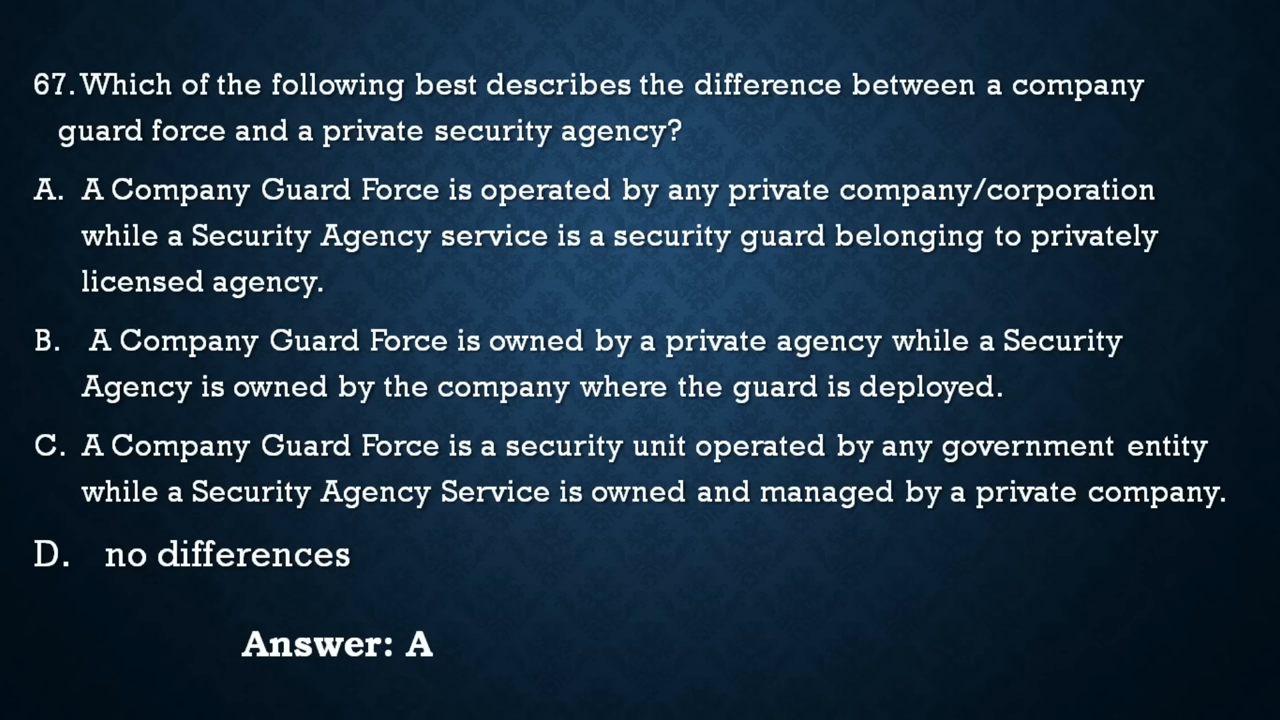 67. Which of the following best describes the difference between a company
guard force and a private security agency?
A. A Company Guard Force is operated by any private company/corporation
while a Security Agency service is a security guard belonging to privately
licensed agency.
B. A Company Guard Force is owned by a private agency while a Security
Agency is owned by the company where the guard is deployed.
C. A Company Guard Force is a security unit operated by any government entity
while a Security Agency Service is owned and managed by a private company.
D. no differences
Answer: A